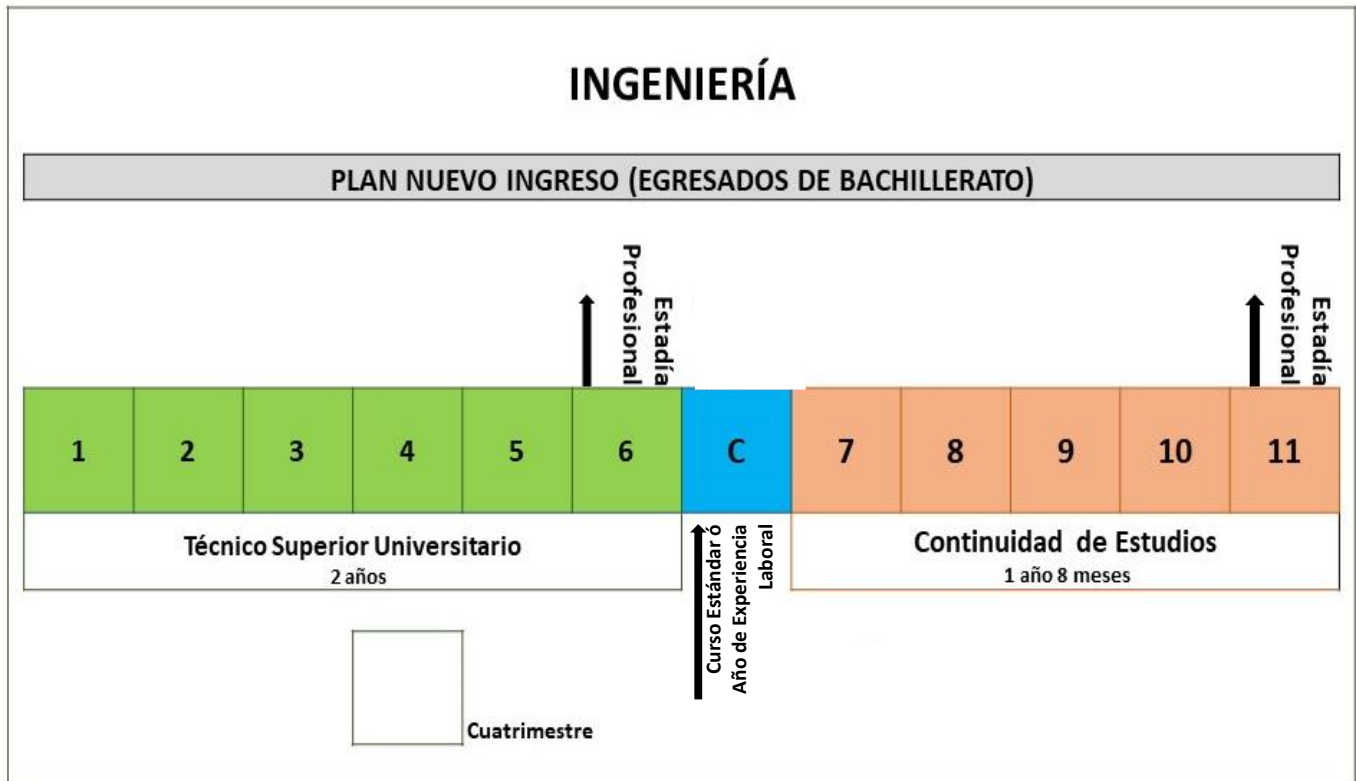 INGENIERÍA
PLAN NUEVO INGRESO (EGRESADOS DE BACHILLERATO)
Estadía
Profesional
Estadía
Profesional
1
2
3
4
5
6
C
7
8
9
10
11
Técnico Superior Universitario
2 años
Curso Estándar ó
Año de Experiencia
Laboral
Continuidad de Estudios
1 año 8 meses
Cuatrimestre